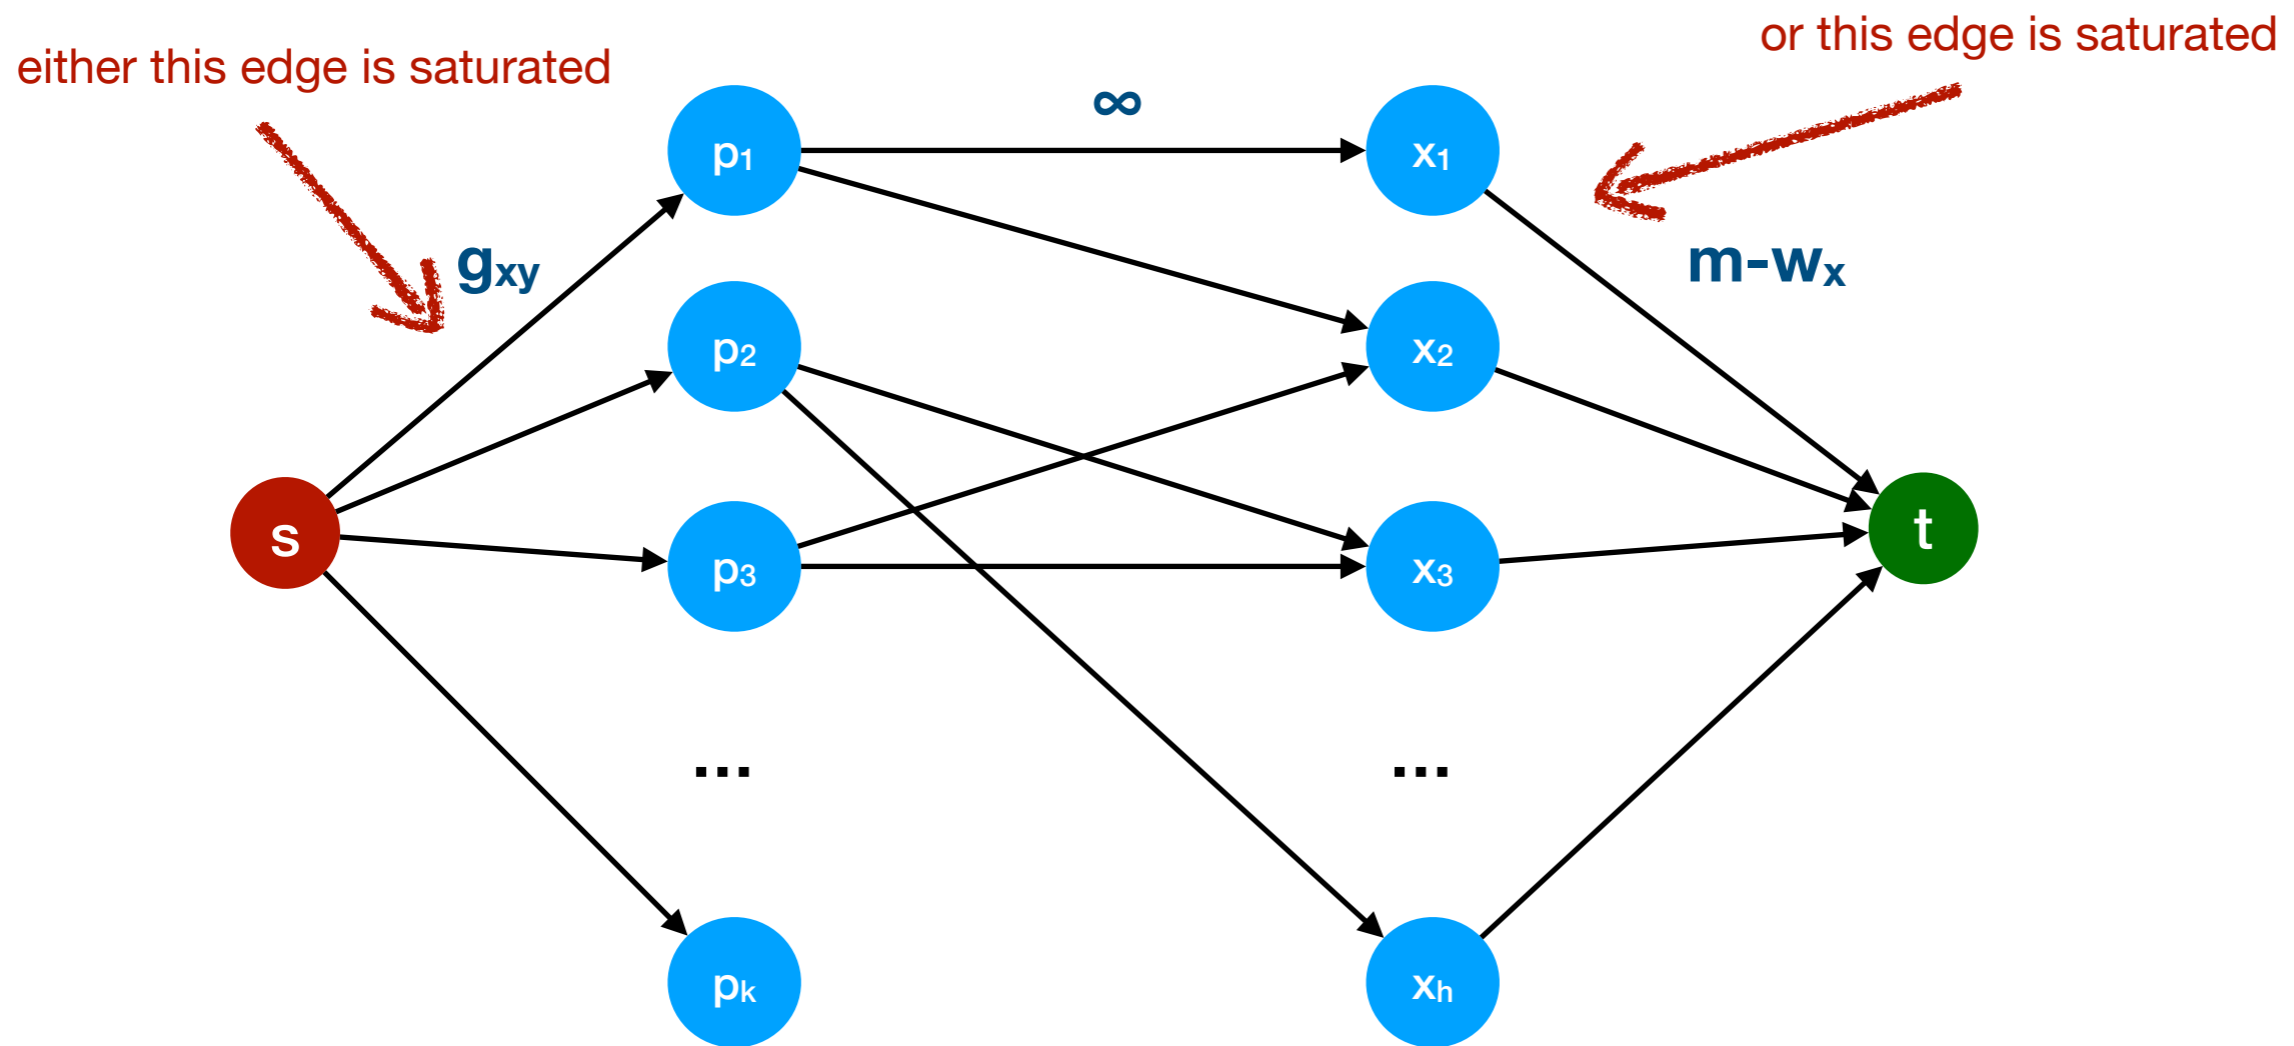 either this edge is saturated
or this edge is saturated
∞
p₁
x₁
gxy
m-wx
p₂
x₂
s
t
p₃
x₃
...
...
pk
xh